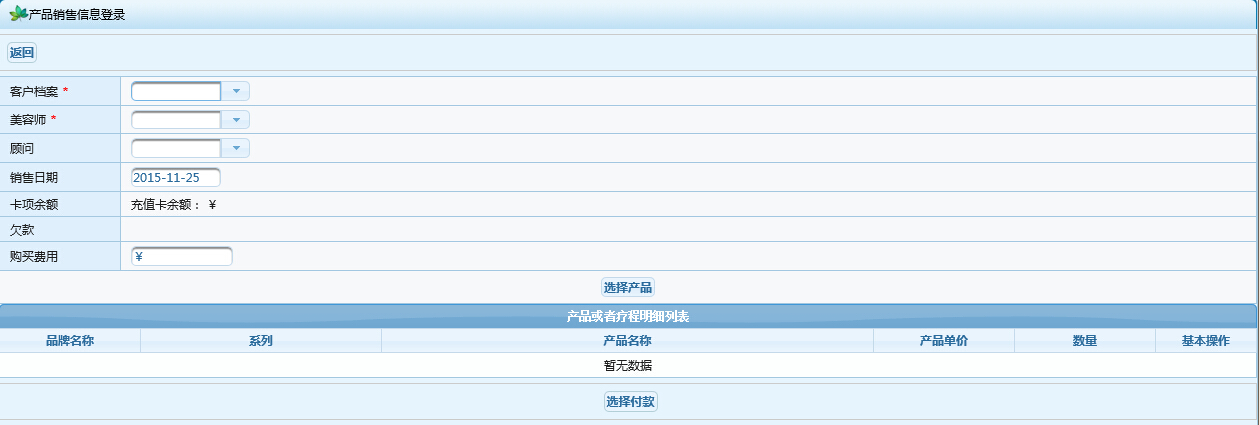 产品销售信息登录
返回
客户档案 *
美容师 *
顾问
销售日期 2015-11-25
卡项余额 充值卡余额： ¥
欠款
购买费用 ¥
选择产品
产品或者疗程明细列表
品牌名称 系列 产品名称 产品单价 数量 基本操作
暂无数据
选择付款